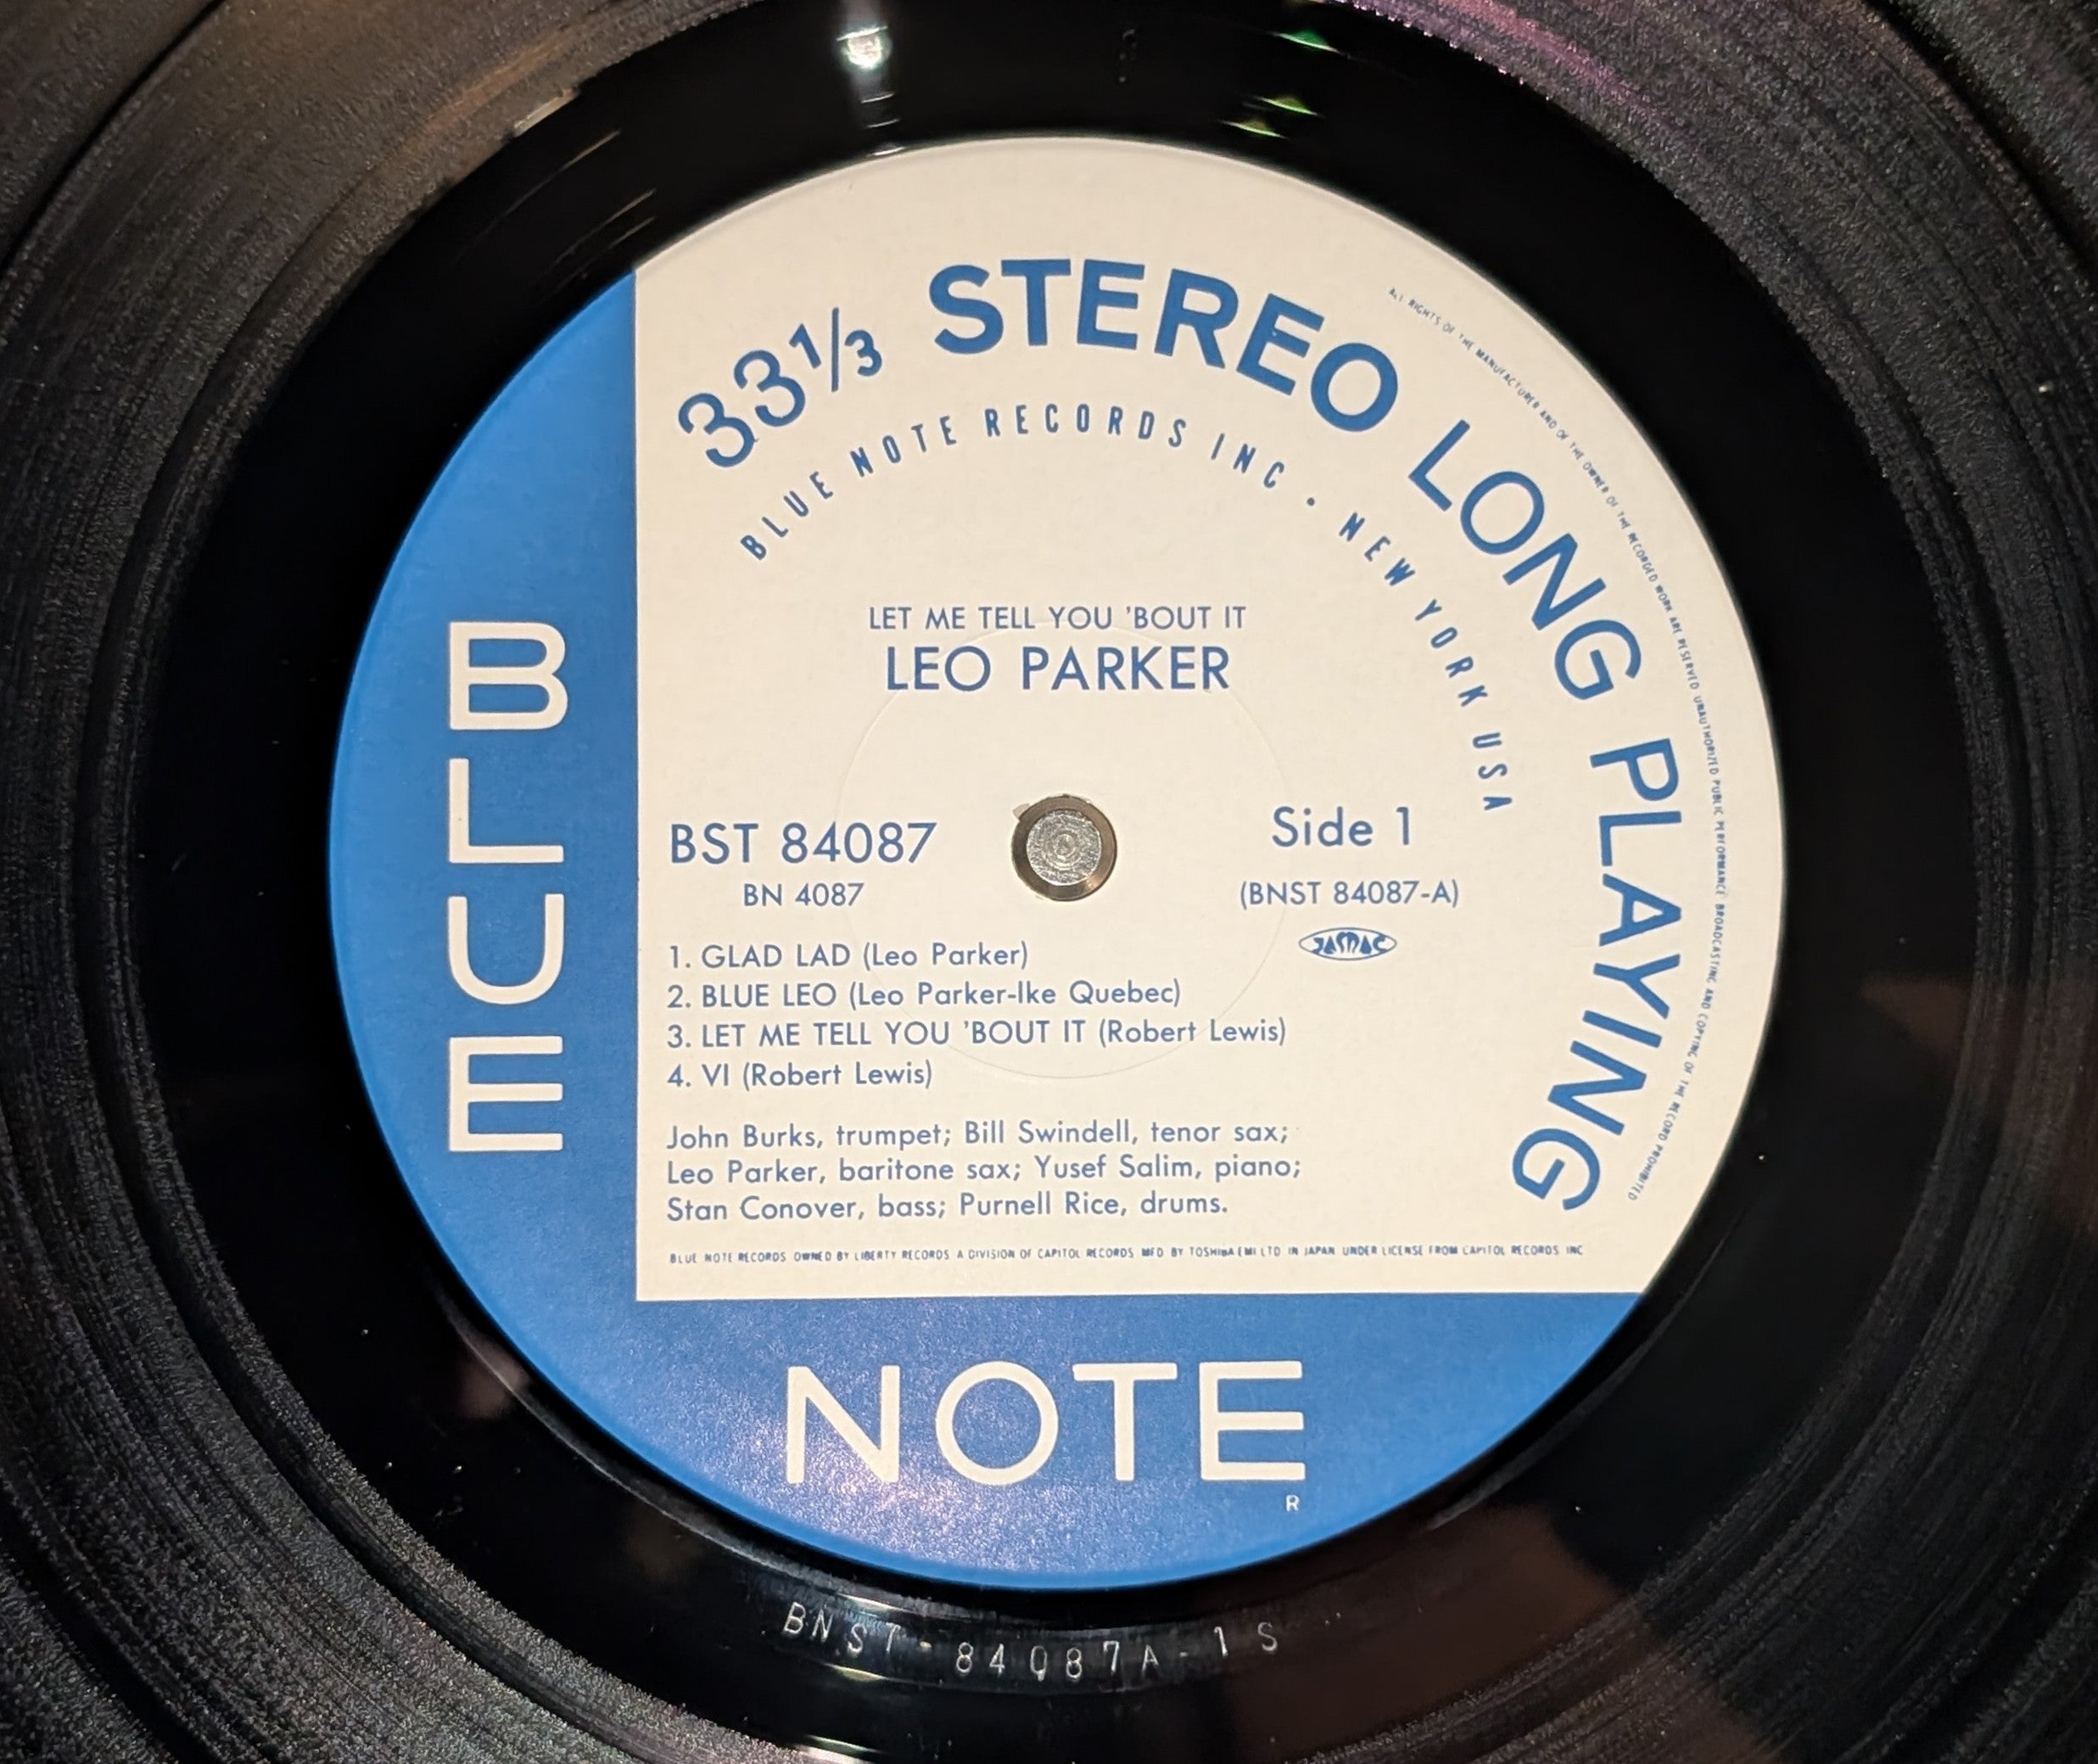 33⅓ STEREO LONG PLAYING
BLUE NOTE RECORDS INC · NEW YORK USA
ALL RIGHTS OF THE MANUFACTURER AND OF THE OWNER OF THE RECORDED WORK ARE RESERVED UNAUTHORIZED PUBLIC PERFORMANCE BROADCASTING AND COPYING OF THE RECORD PROHIBITED
LET ME TELL YOU 'BOUT IT
LEO PARKER
BST 84087
BN 4087
Side 1
(BNST 84087-A)
JASRAC
1. GLAD LAD (Leo Parker)
2. BLUE LEO (Leo Parker-Ike Quebec)
3. LET ME TELL YOU 'BOUT IT (Robert Lewis)
4. VI (Robert Lewis)
John Burks, trumpet; Bill Swindell, tenor sax;
Leo Parker, baritone sax; Yusef Salim, piano;
Stan Conover, bass; Purnell Rice, drums.
BLUE NOTE RECORDS OWNED BY LIBERTY RECORDS A DIVISION OF CAPITOL RECORDS MFD BY TOSHIBA EMI LTD IN JAPAN UNDER LICENSE FROM CAPITOL RECORDS INC
BLUE
NOTE
R
BNST-84087A-1S